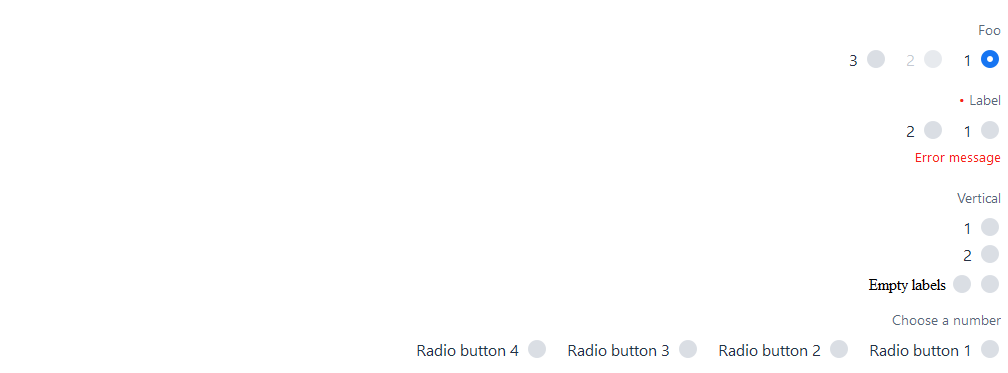 Foo
3 2 1
• Label
2 1
Error message
Vertical
1
2
Empty labels
Choose a number
Radio button 4 Radio button 3 Radio button 2 Radio button 1